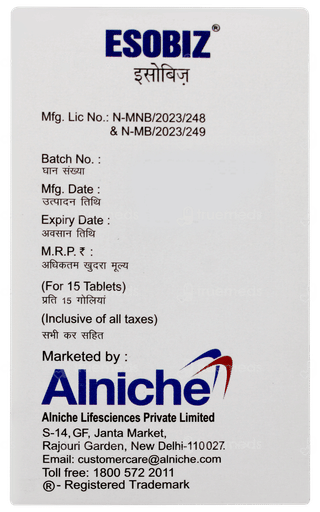 ESOBIZ®
इसोबिज़
Mfg. Lic No.: N-MNB/2023/248
& N-MB/2023/249
Batch No. :
घान संख्या
Mfg. Date :
उत्पादन तिथि
Expiry Date :
अवसान तिथि
M.R.P. ₹ :
अधिकतम खुदरा मूल्य
(For 15 Tablets)
प्रति 15 गोलियां
(Inclusive of all taxes)
सभी कर सहित
Marketed by :
Alniche
Alniche Lifesciences Private Limited
S-14, GF, Janta Market,
Rajouri Garden, New Delhi-110027.
Email: customercare@alniche.com
Toll free: 1800 572 2011
®- Registered Trademark